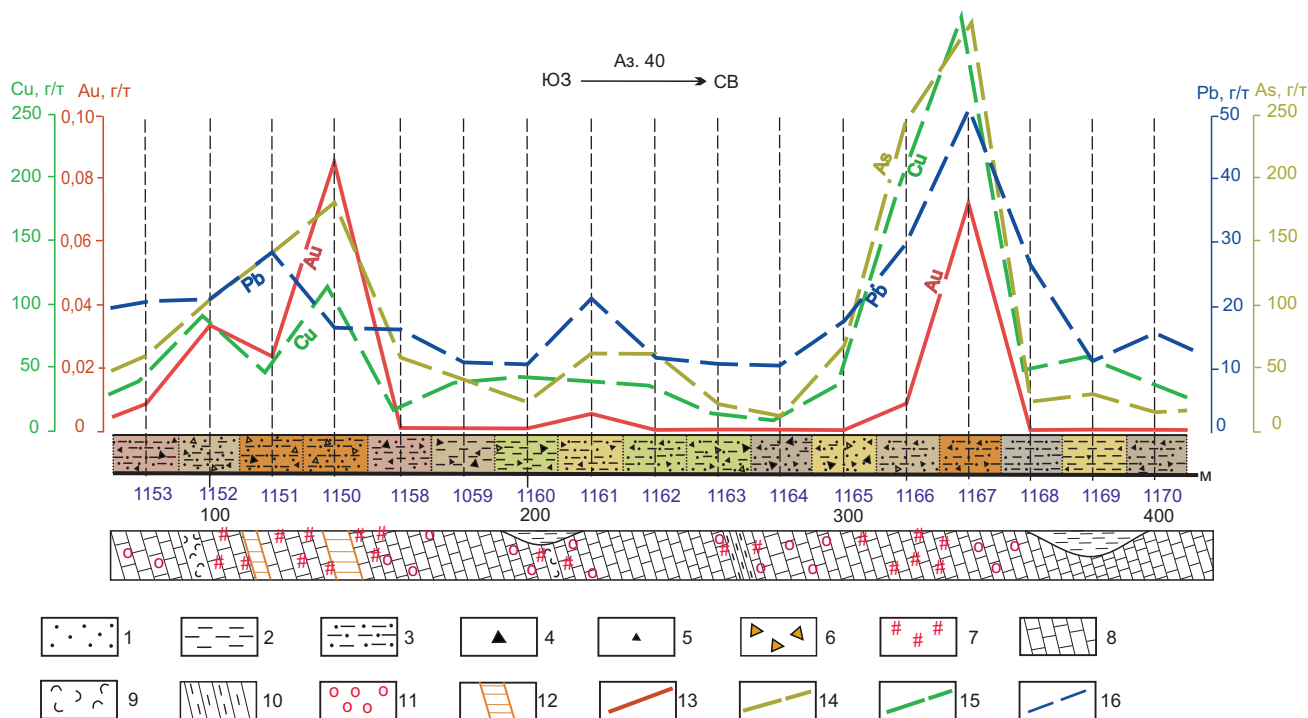 Аз. 40
ЮЗ СВ
Cu, г/т Au, г/т Pb, г/т As, г/т
250 0,10 50 250
200 0,08 40 200
150 0,06 30 150
100 0,04 20 100
50 0,02 10 50
0 0 0 0
As
Cu
Au
Pb
Pb
Au
Cu
м
1153 1152 1151 1150 1158 1059 1160 1161 1162 1163 1164 1165 1166 1167 1168 1169 1170
100 200 300 400
1 2 3 4 5 6 7 8
9 10 11 12 13 14 15 16